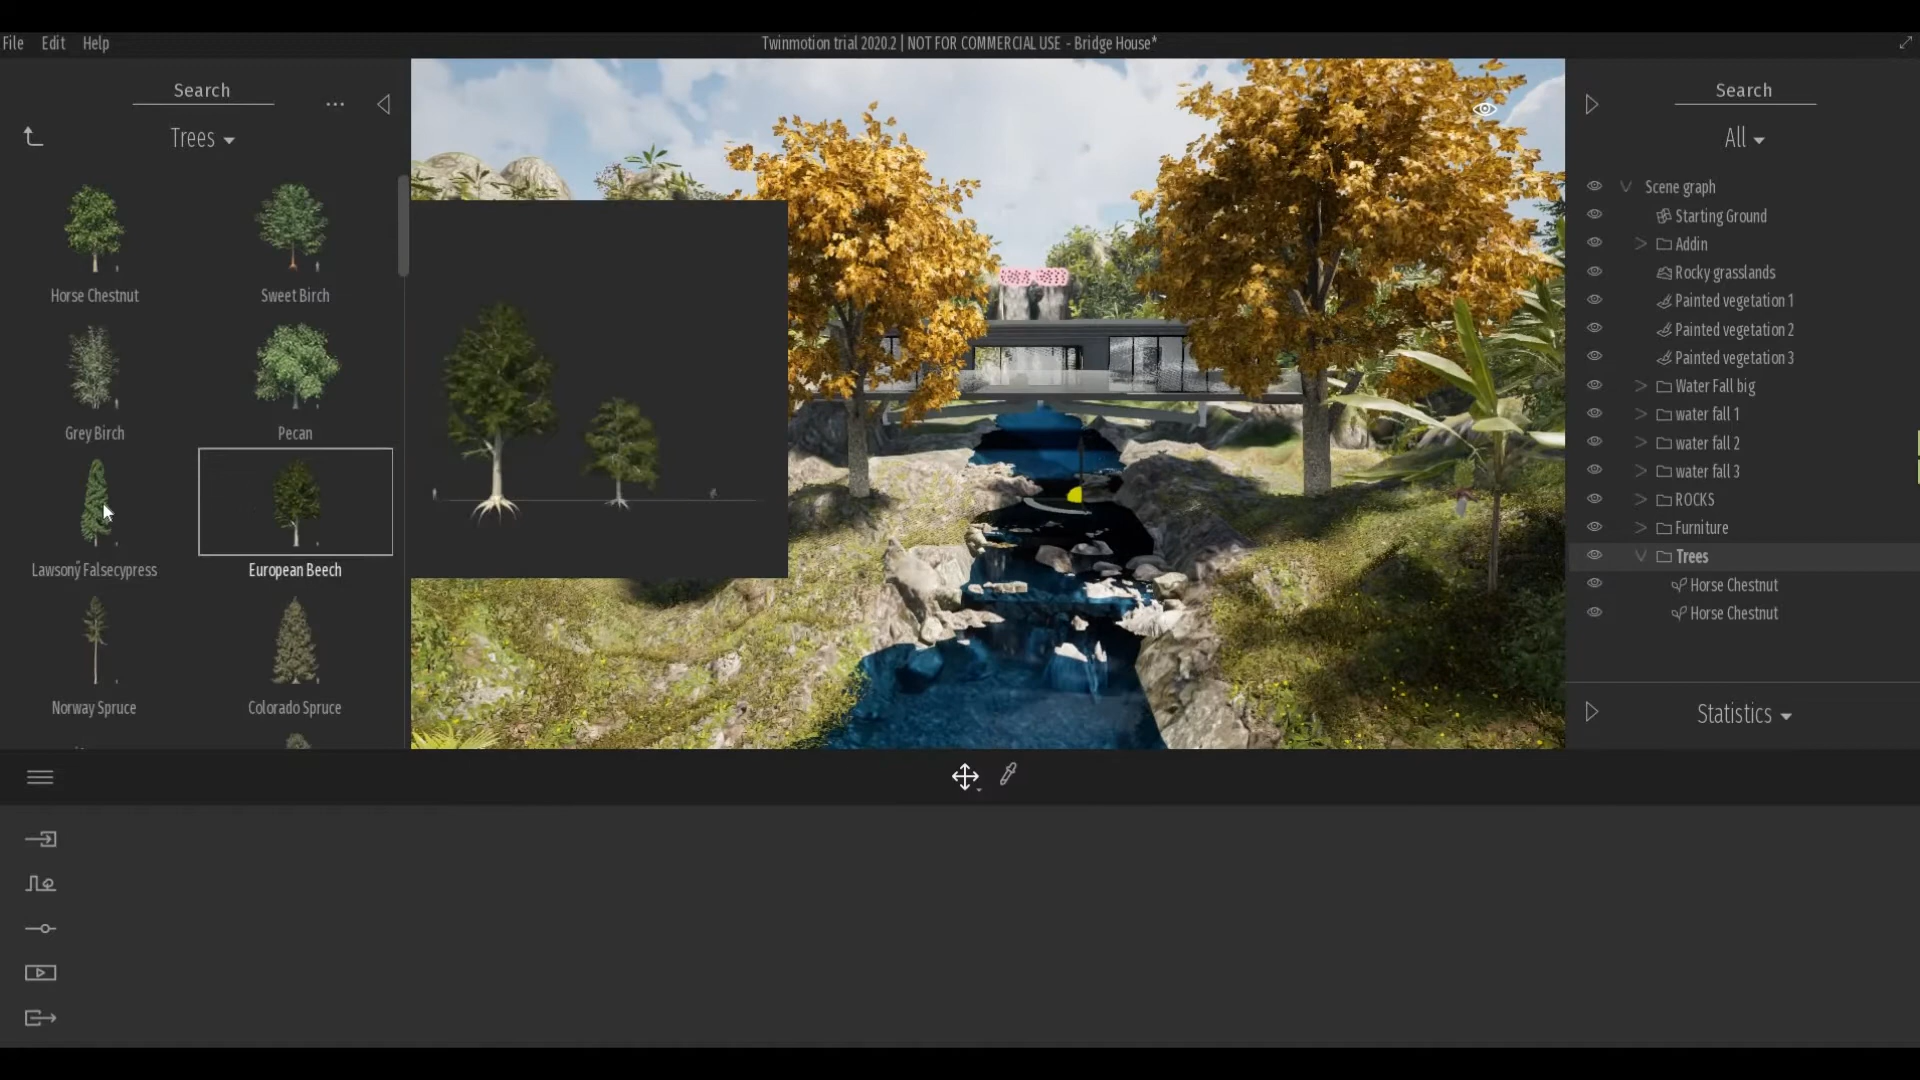 File Edit Help
Twinmotion trial 2020.2 | NOT FOR COMMERCIAL USE - Bridge House*
Search
...
Trees
Horse Chestnut
Sweet Birch
Grey Birch
Pecan
Lawsony Falsecypress
European Beech
Norway Spruce
Colorado Spruce
Search
All
Scene graph
Starting Ground
Addin
Rocky grasslands
Painted vegetation 1
Painted vegetation 2
Painted vegetation 3
Water Fall big
water fall 1
water fall 2
water fall 3
ROCKS
Furniture
Trees
Horse Chestnut
Horse Chestnut
Statistics